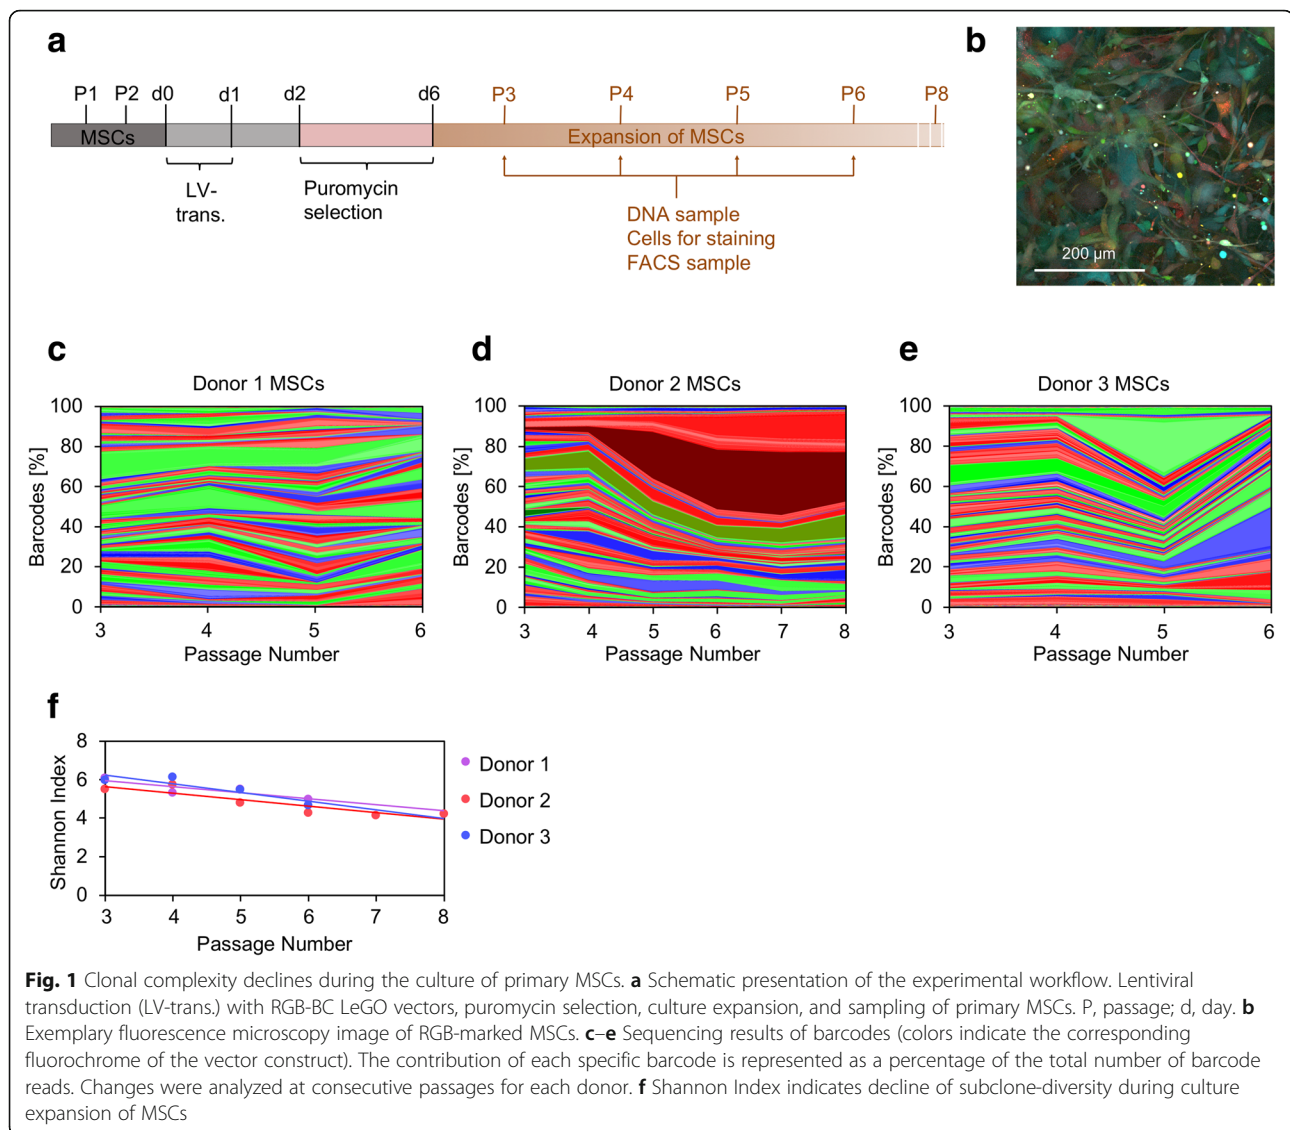 a
P1 P2 d0 d1 d2 d6 P3 P4 P5 P6 P8
MSCs
Expansion of MSCs
LV-
trans.
Puromycin
selection
DNA sample
Cells for staining
FACS sample
b
200 µm
c
Donor 1 MSCs
Barcodes [%]
100
80
60
40
20
0
3 4 5 6
Passage Number
d
Donor 2 MSCs
Barcodes [%]
100
80
60
40
20
0
3 4 5 6 7 8
Passage Number
e
Donor 3 MSCs
Barcodes [%]
100
80
60
40
20
0
3 4 5 6
Passage Number
f
Shannon Index
8
6
4
2
0
3 4 5 6 7 8
Passage Number
Donor 1
Donor 2
Donor 3
Fig. 1 Clonal complexity declines during the culture of primary MSCs. a Schematic presentation of the experimental workflow. Lentiviral
transduction (LV-trans.) with RGB-BC LeGO vectors, puromycin selection, culture expansion, and sampling of primary MSCs. P, passage; d, day. b
Exemplary fluorescence microscopy image of RGB-marked MSCs. c–e Sequencing results of barcodes (colors indicate the corresponding
fluorochrome of the vector construct). The contribution of each specific barcode is represented as a percentage of the total number of barcode
reads. Changes were analyzed at consecutive passages for each donor. f Shannon Index indicates decline of subclone-diversity during culture
expansion of MSCs